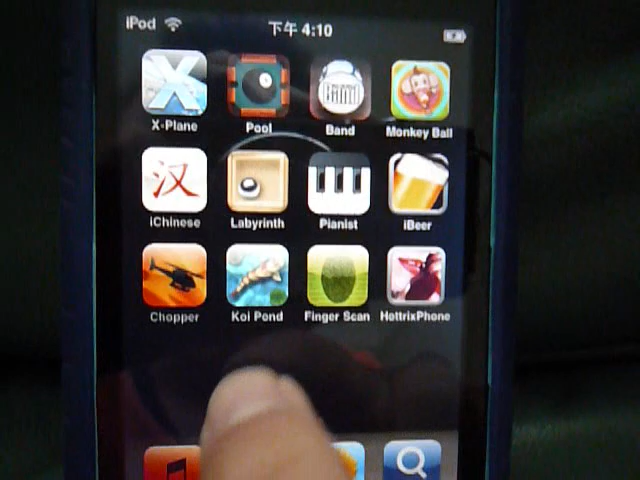 iPod 下午 4:10
X-Plane Pool Band Monkey Ball
汉
iChinese Labyrinth Pianist iBeer
Chopper Koi Pond Finger Scan HottrixPhone